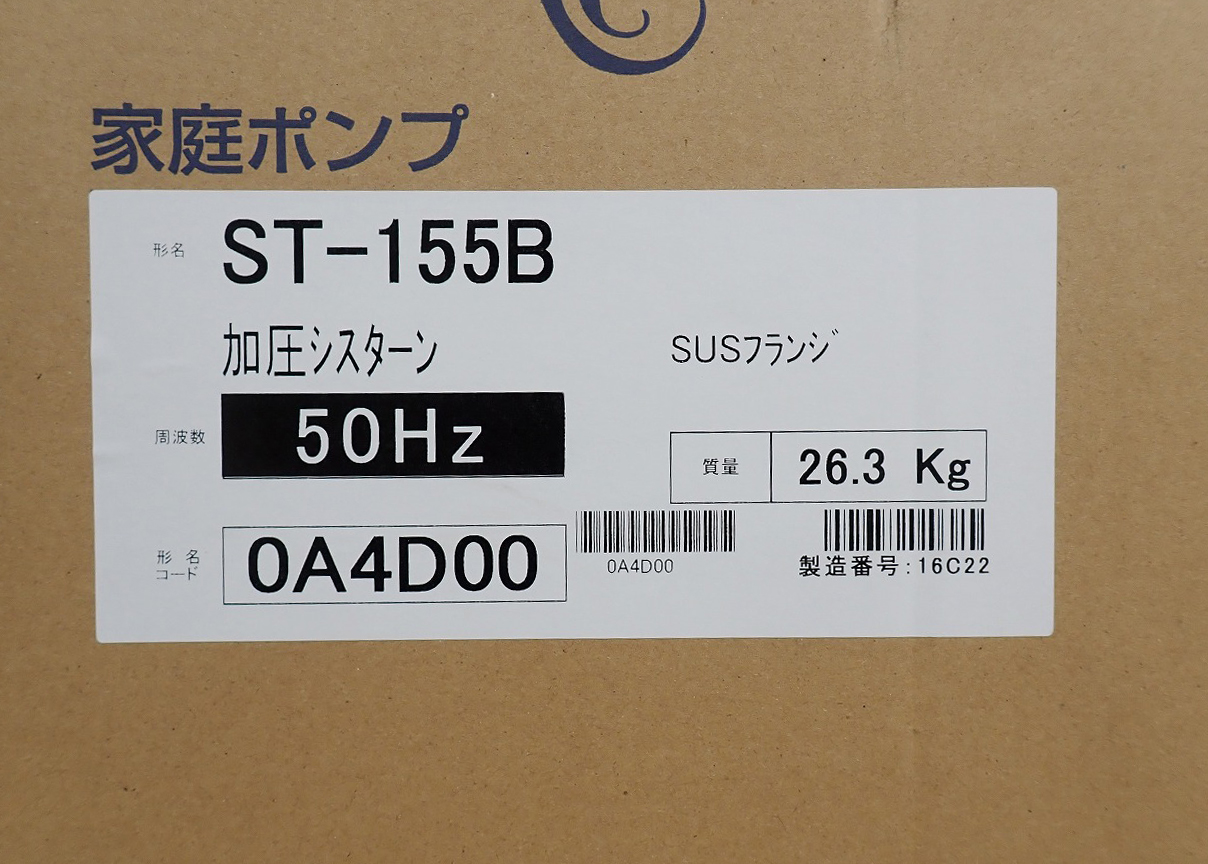 家庭ポンプ
形名 ST-155B
加圧シスターン SUSフランジ
周波数 50Hz
質量 26.3 Kg
形名コード 0A4D00
0A4D00
製造番号:16C22